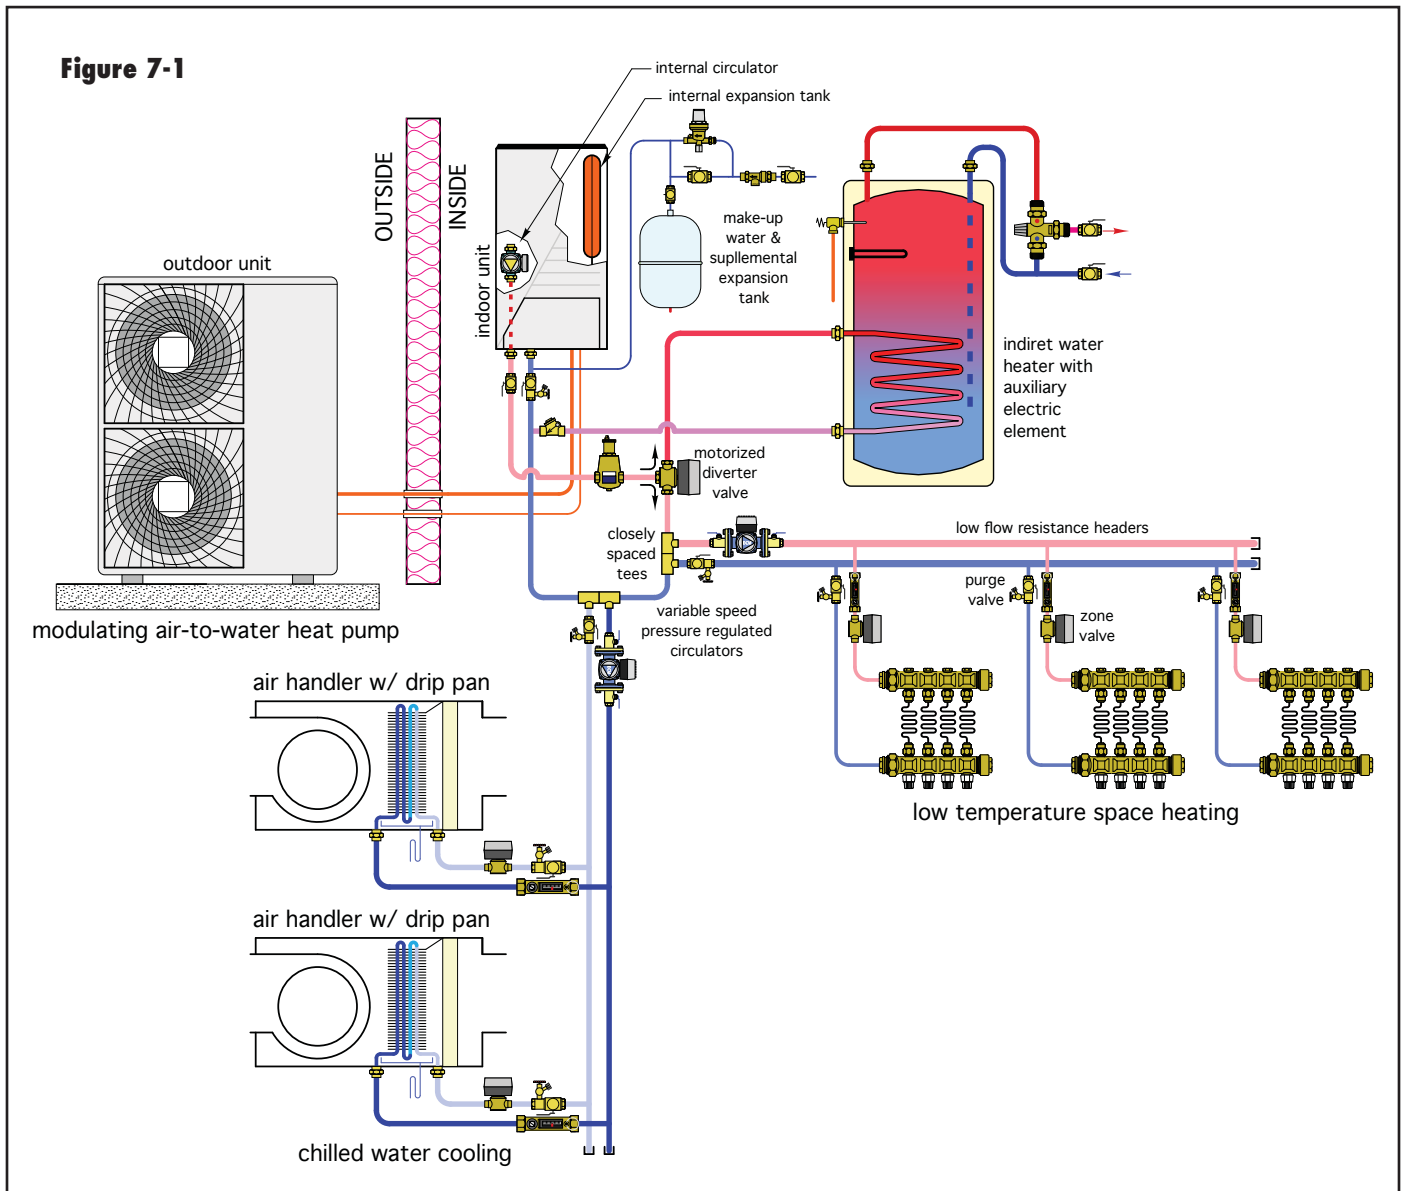 Figure 7-1
internal circulator
internal expansion tank
OUTSIDE
INSIDE
outdoor unit
indoor unit
make-up
water &
supllemental
expansion
tank
indiret water
heater with
auxiliary
electric
element
motorized
diverter
valve
closely
spaced
tees
low flow resistance headers
purge
valve
zone
valve
variable speed
pressure regulated
circulators
modulating air-to-water heat pump
air handler w/ drip pan
low temperature space heating
air handler w/ drip pan
chilled water cooling